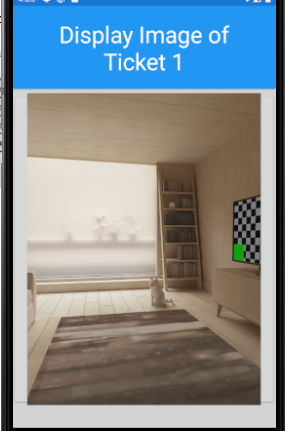 Display Image of
Ticket 1